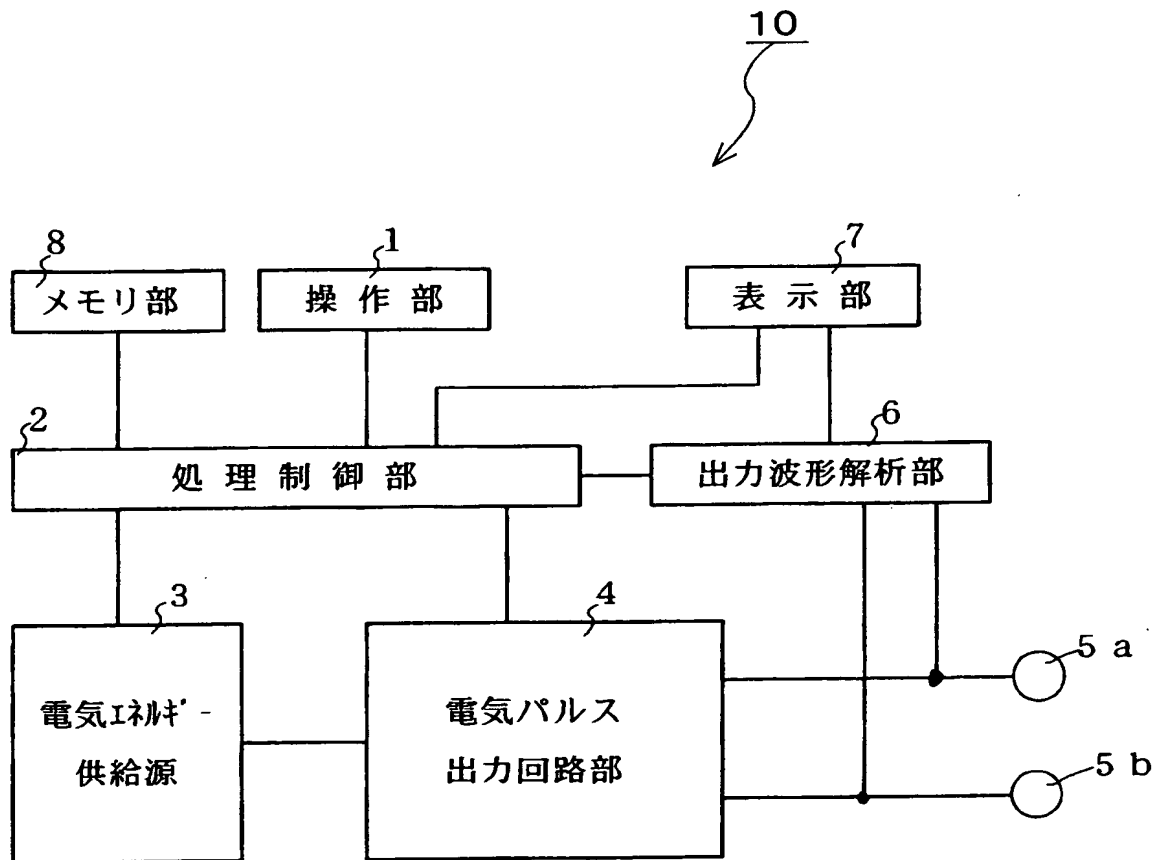 10
8
1
7
メモリ部
操作部
表示部
2
6
処理制御部
出力波形解析部
3
4
5a
電気ｴﾈﾙｷﾞｰ
供給源
電気パルス
出力回路部
5b